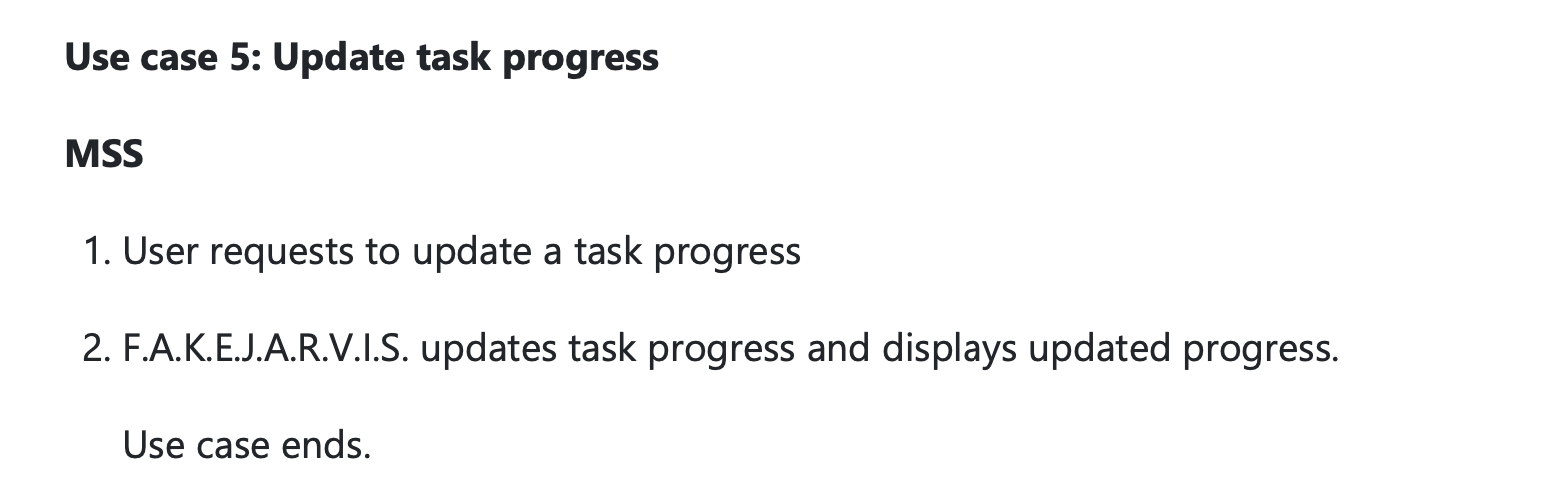 Use case 5: Update task progress
MSS
1. User requests to update a task progress
2. F.A.K.E.J.A.R.V.I.S. updates task progress and displays updated progress.
Use case ends.